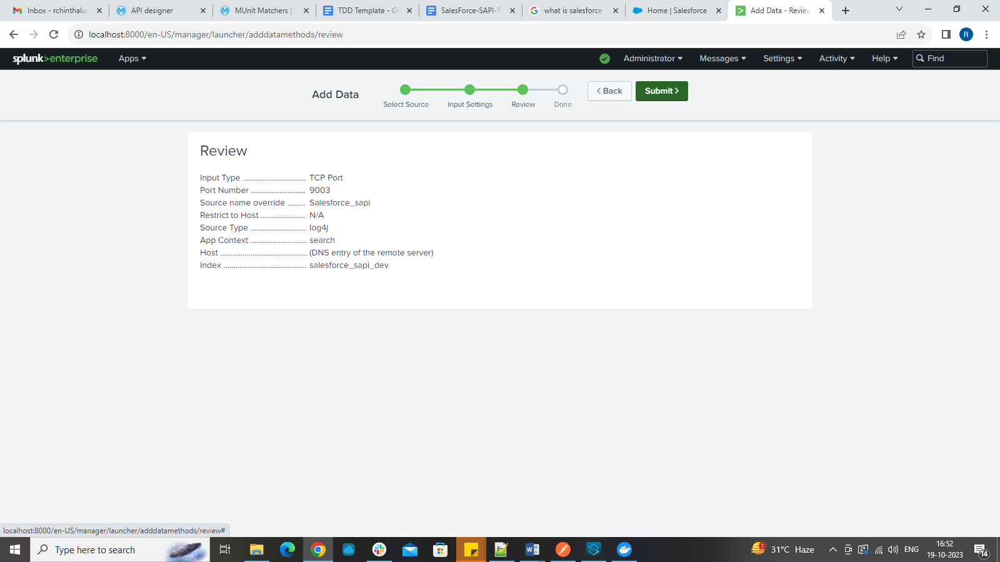 Inbox - rchinthalur
API designer
MUnit Matchers |
TDD Template - G
SalesForce-SAPI-T
what is salesforce
Home | Salesforce
Add Data - Review
localhost:8000/en-US/manager/launcher/adddatamethods/review
R
splunk>enterprise
Apps
Administrator
Messages
Settings
Activity
Help
Find
Add Data
Select Source
Input Settings
Review
Done
< Back
Submit >
Review
Input Type ............................... TCP Port
Port Number .......................... 9003
Source name override ......... Salesforce_sapi
Restrict to Host ...................... N/A
Source Type ........................... log4j
App Context ........................... search
Host .......................................... (DNS entry of the remote server)
Index ........................................ salesforce_sapi_dev
localhost:8000/en-US/manager/launcher/adddatamethods/review#
Type here to search
1
31°C Haze
ENG
16:52
19-10-2023
14